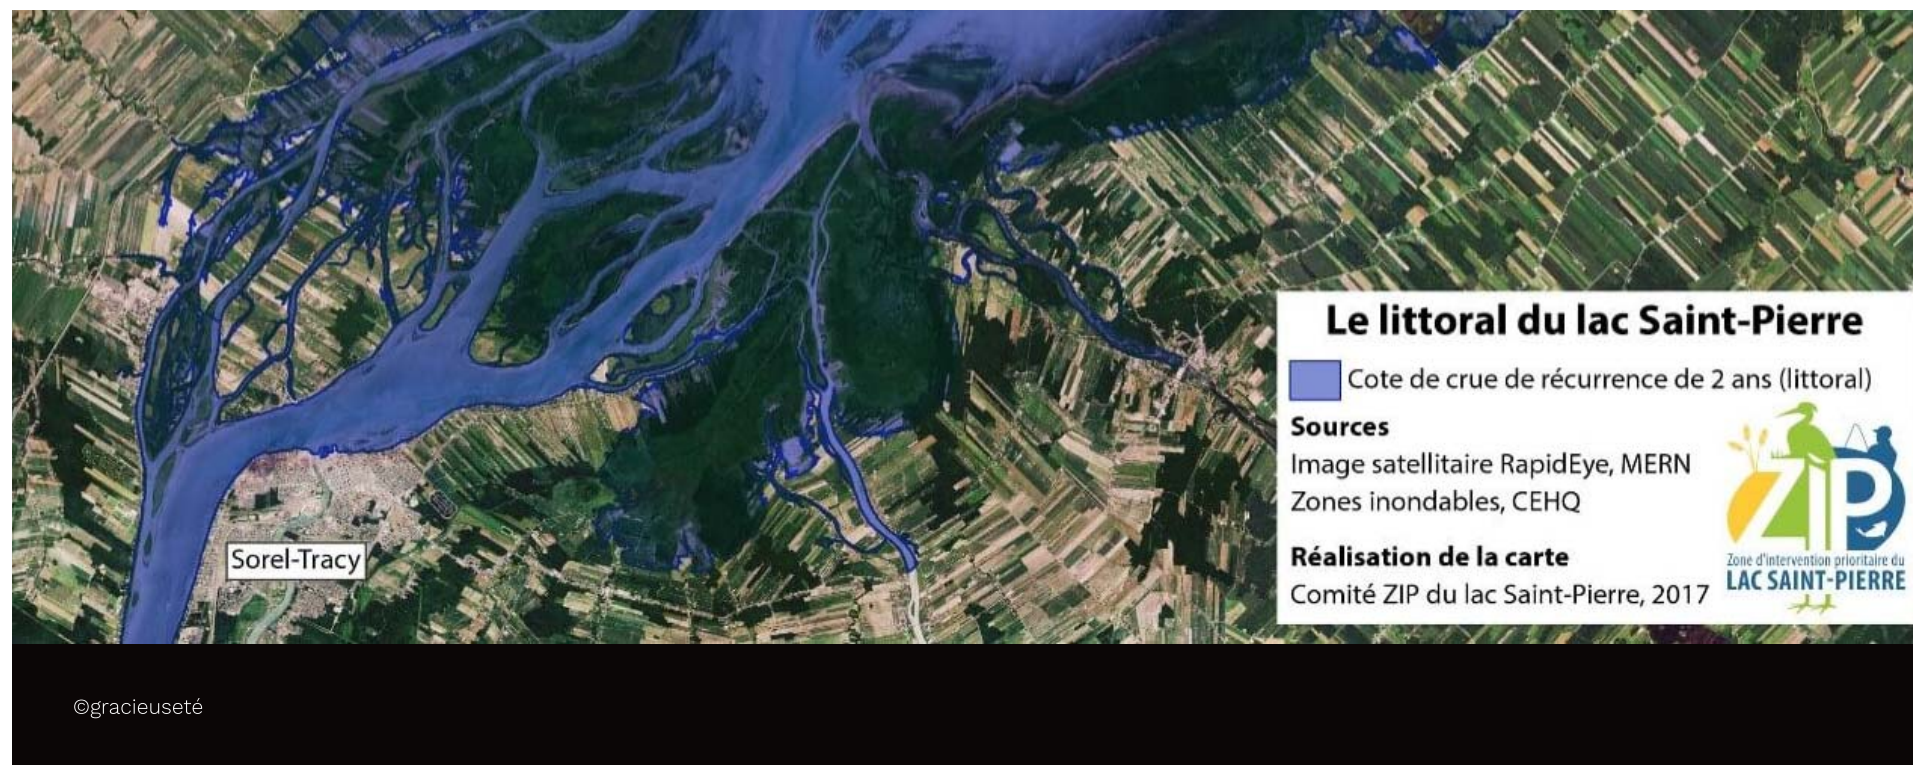 Le littoral du lac Saint-Pierre
Cote de crue de récurrence de 2 ans (littoral)
Sources
Image satellitaire RapidEye, MERN
Zones inondables, CEHQ
Réalisation de la carte
Comité ZIP du lac Saint-Pierre, 2017
ZIP
Zone d'intervention prioritaire du
LAC SAINT-PIERRE
Sorel-Tracy
©gracieuseté